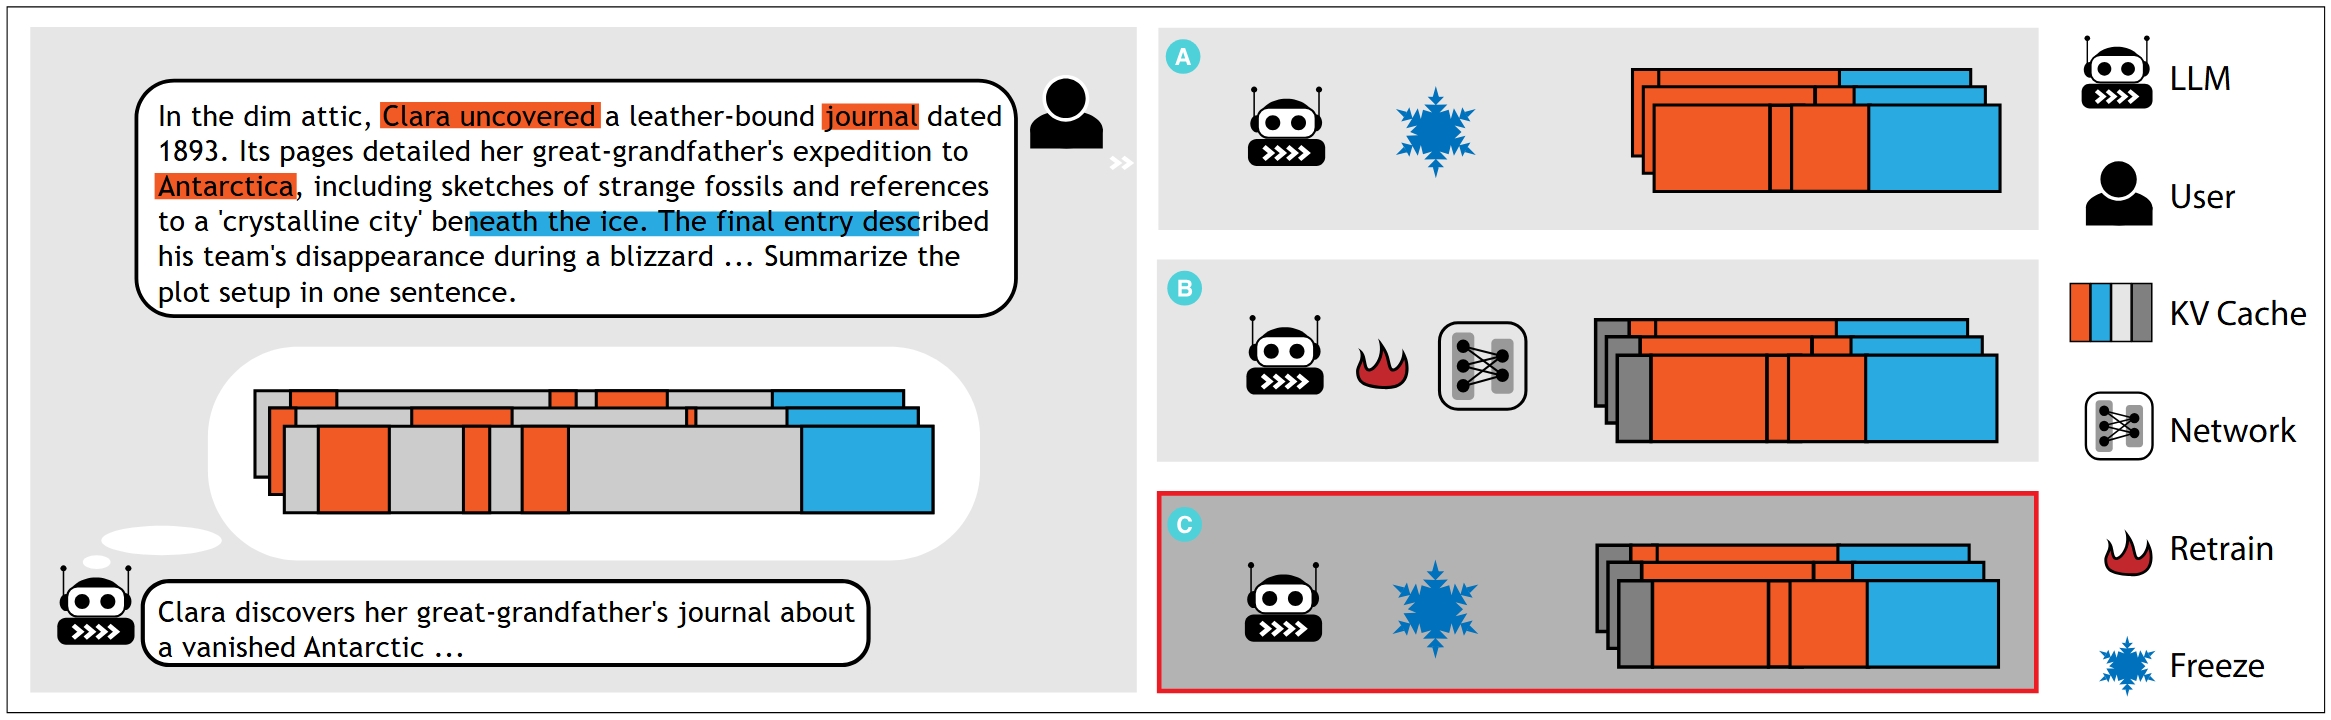 In the dim attic, Clara uncovered a leather-bound journal dated
1893. Its pages detailed her great-grandfather's expedition to
Antarctica, including sketches of strange fossils and references
to a 'crystalline city' beneath the ice. The final entry described
his team's disappearance during a blizzard ... Summarize the
plot setup in one sentence.
Clara discovers her great-grandfather's journal about
a vanished Antarctic ...
A
B
C
LLM
User
KV Cache
Network
Retrain
Freeze